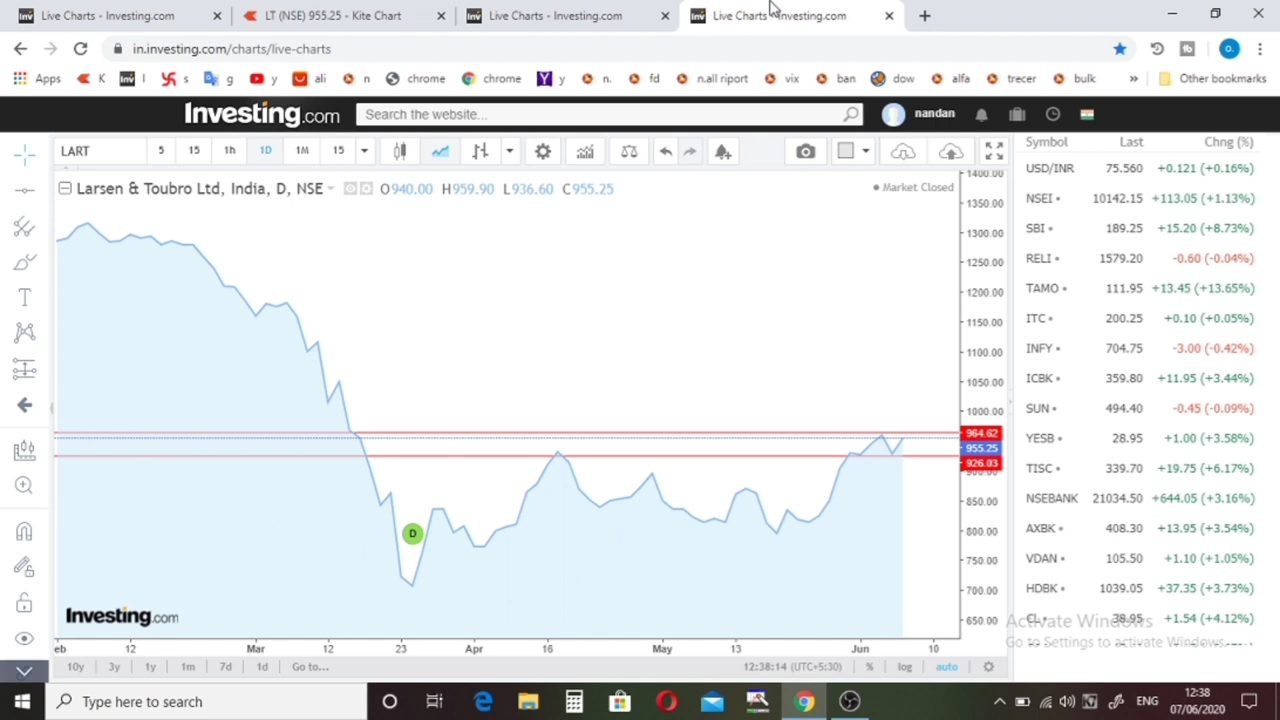 Live Charts - Investing.com
LT (NSE) 955.25 - Kite Chart
Live Charts - Investing.com
Live Charts - Investing.com
in.investing.com/charts/live-charts
o.
Apps K I s g y ali n chrome chrome y n. fd n.all riport vix ban dow alfa trecer bulk » Other bookmarks
Investing.com
Search the website...
nandan
LART 5 15 1h 1D 1M 15
Symbol Last Chng (%)
Larsen & Toubro Ltd, India, D, NSE O940.00 H959.90 L936.60 C955.25
Market Closed
USD/INR 75.560 +0.121 (+0.16%)
NSEI 10142.15 +113.05 (+1.13%)
SBI 189.25 +15.20 (+8.73%)
RELI 1579.20 -0.60 (-0.04%)
TAMO 111.95 +13.45 (+13.65%)
ITC 200.25 +0.10 (+0.05%)
INFY 704.75 -3.00 (-0.42%)
ICBK 359.80 +11.95 (+3.44%)
SUN 494.40 -0.45 (-0.09%)
YESB 28.95 +1.00 (+3.58%)
TISC 339.70 +19.75 (+6.17%)
NSEBANK 21034.50 +644.05 (+3.16%)
AXBK 408.30 +13.95 (+3.54%)
VDAN 105.50 +1.10 (+1.05%)
HDBK 1039.05 +37.35 (+3.73%)
CL 38.95 +1.54 (+4.12%)
1400.00
1350.00
1300.00
1250.00
1200.00
1150.00
1100.00
1050.00
1000.00
964.62
955.25
926.03
900.00
850.00
800.00
750.00
700.00
650.00
D
Investing.com
Activate Windows
Go to Settings to activate Windows.
eb 12 Mar 12 23 Apr 16 May 13 Jun 10
10y 3y 1y 1m 7d 1d Go to...
12:38:14 (UTC+5:30) % log auto
Type here to search
ENG
12:38
07/06/2020